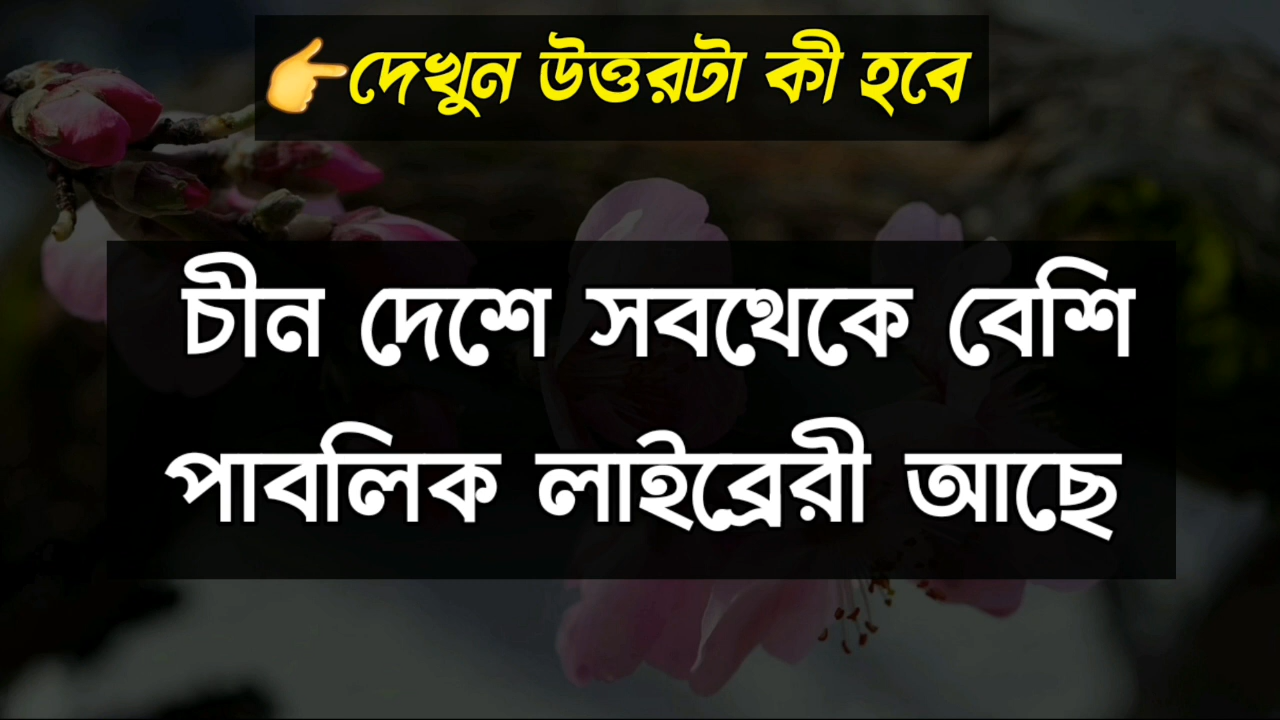 👉দেখুন উত্তরটা কী হবে
চীন দেশে সবথেকে বেশি
পাবলিক লাইব্রেরী আছে